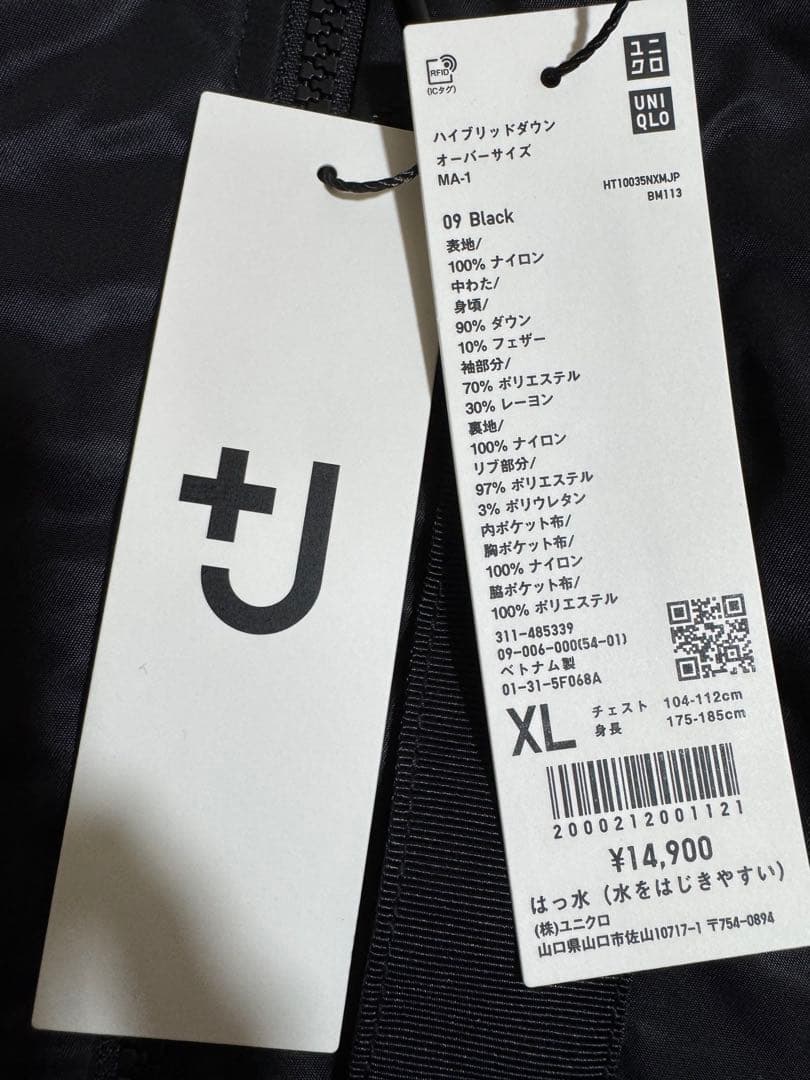 +J
RFID
(ICタグ)
ユニ
クロ
UNI
QLO
ハイブリッドダウン
オーバーサイズ
MA-1
HT10035NXMJP
BM113
09 Black
表地/
100% ナイロン
中わた/
身頃/
90% ダウン
10% フェザー
袖部分/
70% ポリエステル
30% レーヨン
裏地/
100% ナイロン
リブ部分/
97% ポリエステル
3% ポリウレタン
内ポケット布/
胸ポケット布/
100% ナイロン
脇ポケット布/
100% ポリエステル
311-485339
09-006-000(54-01)
ベトナム製
01-31-5F068A
XL チェスト 104-112cm
身長 175-185cm
2000212001121
¥14,900
はっ水 (水をはじきやすい)
(株)ユニクロ
山口県山口市佐山10717-1 〒754-0894